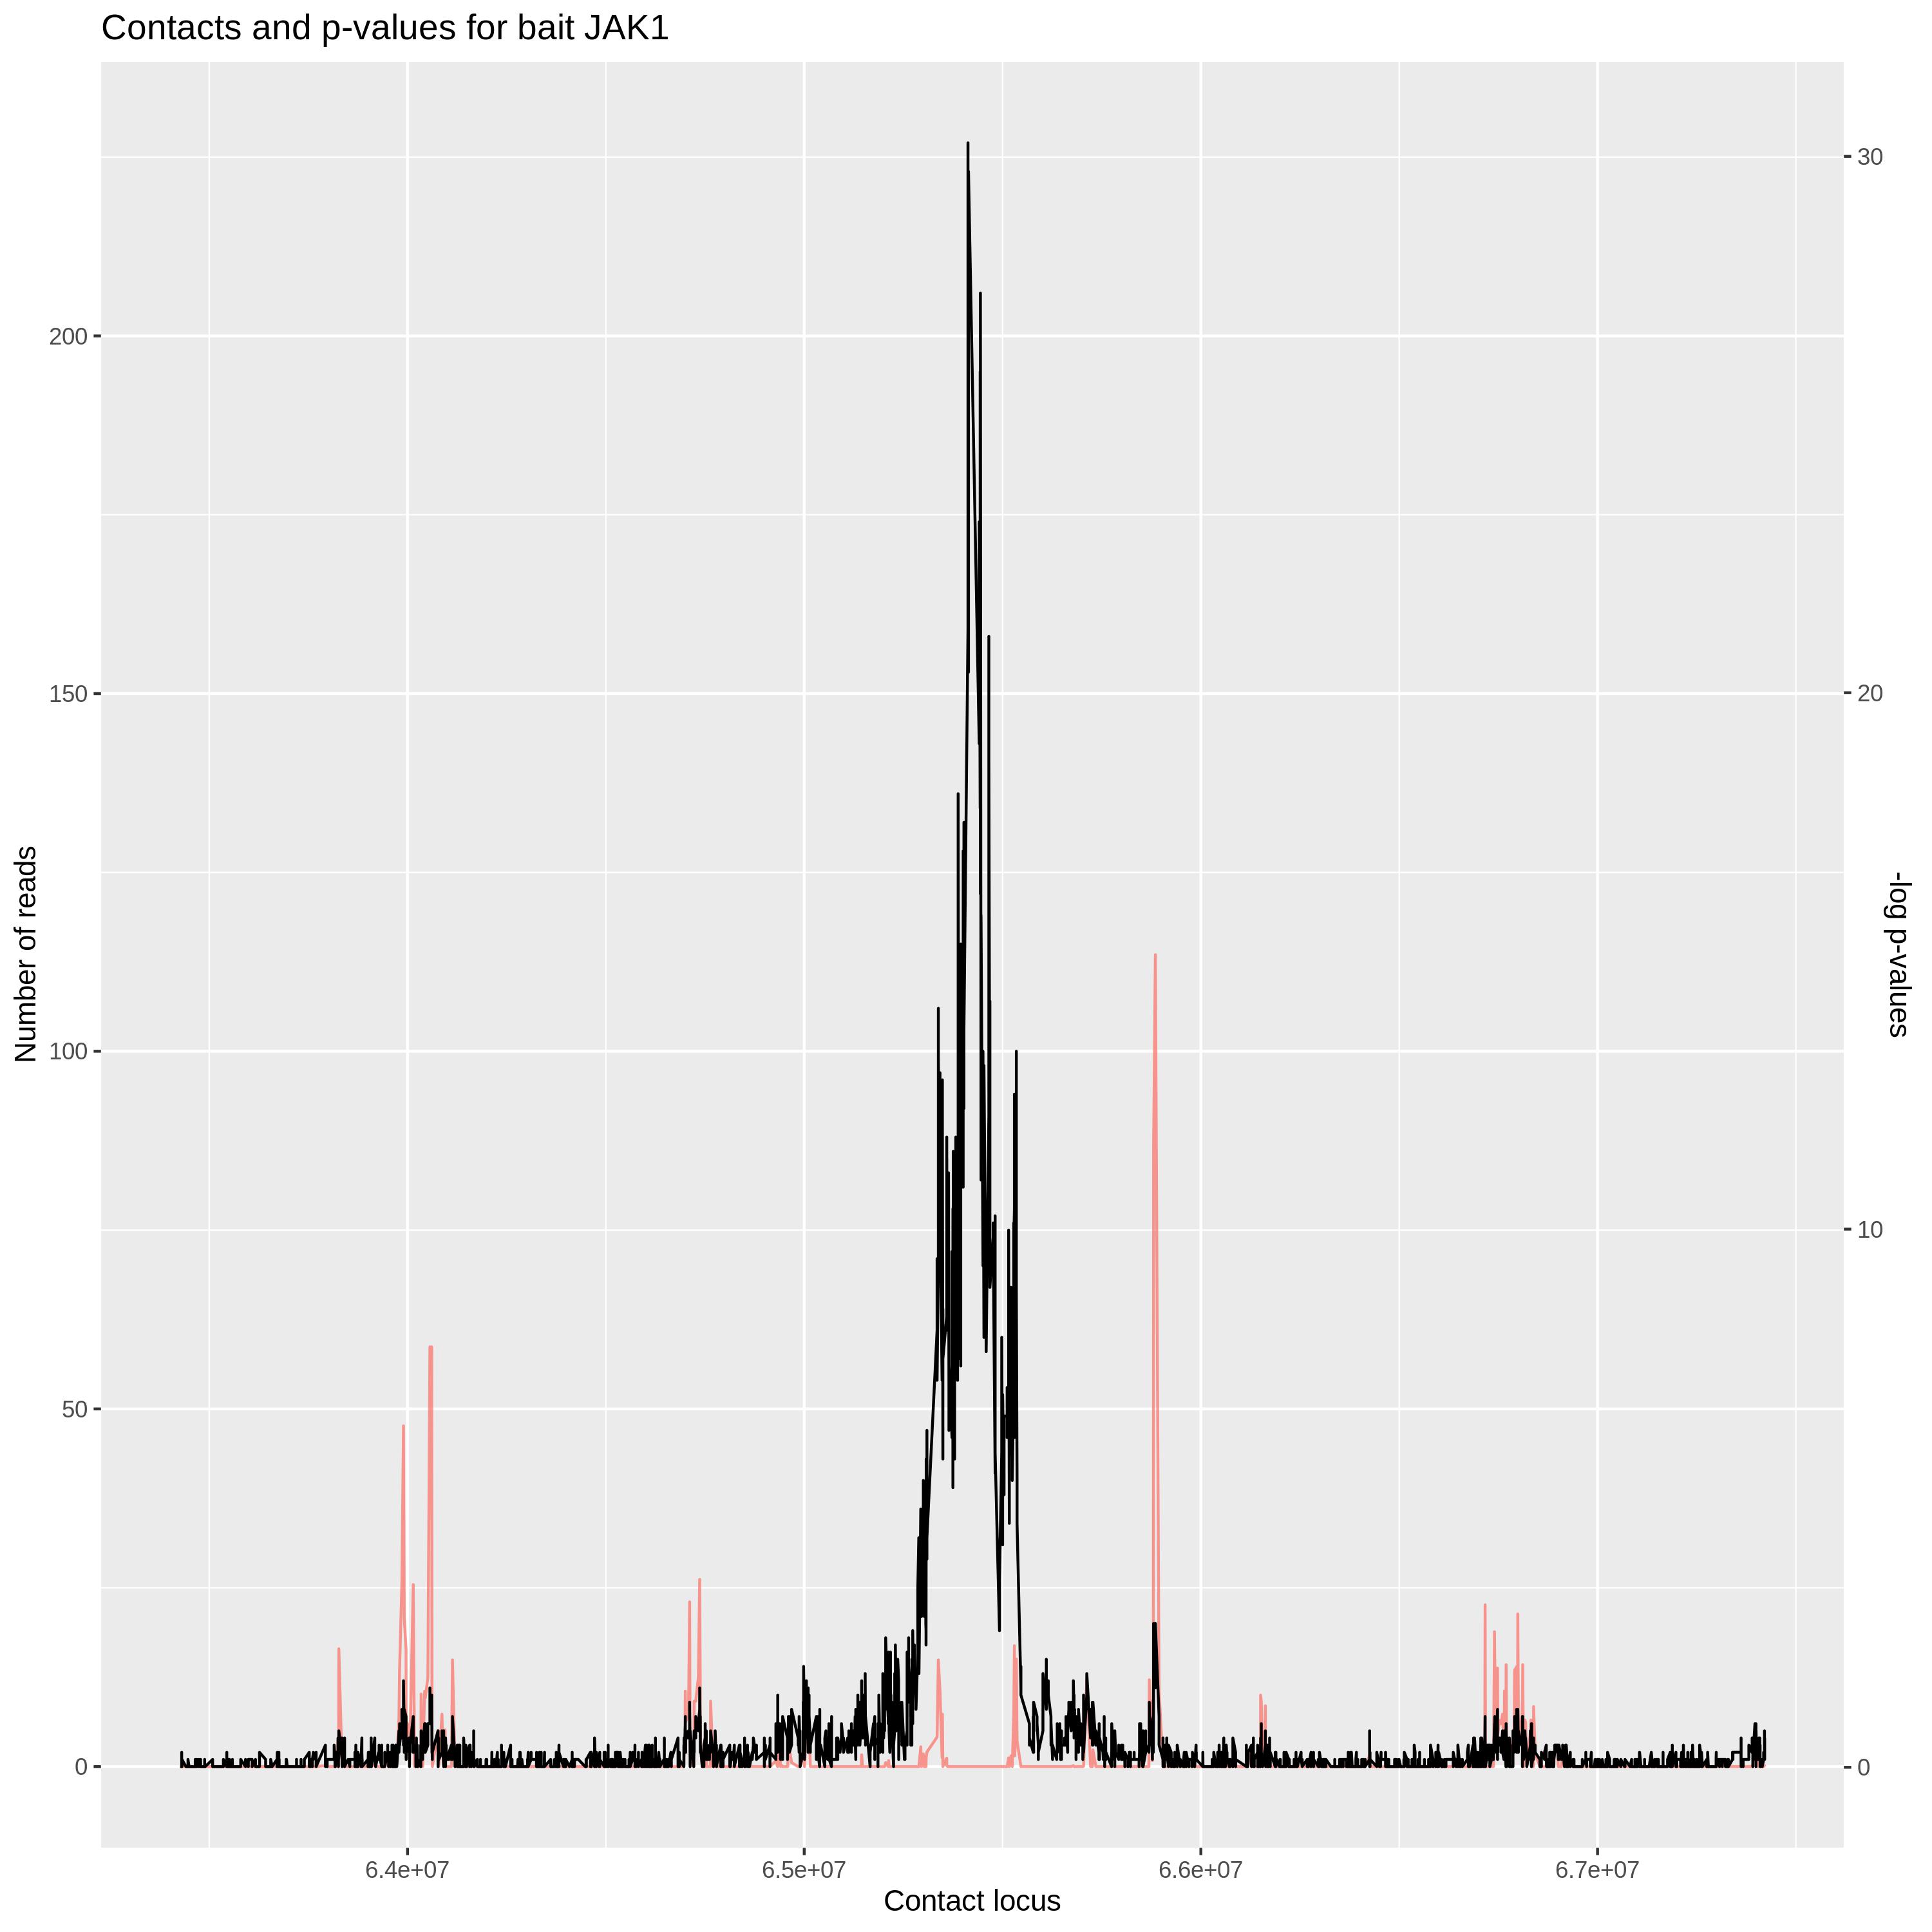 Contacts and p-values for bait JAK1
Number of reads
200
150
100
50
0
30
20
10
0
-log p-values
6.4e+07 6.5e+07 6.6e+07 6.7e+07
Contact locus